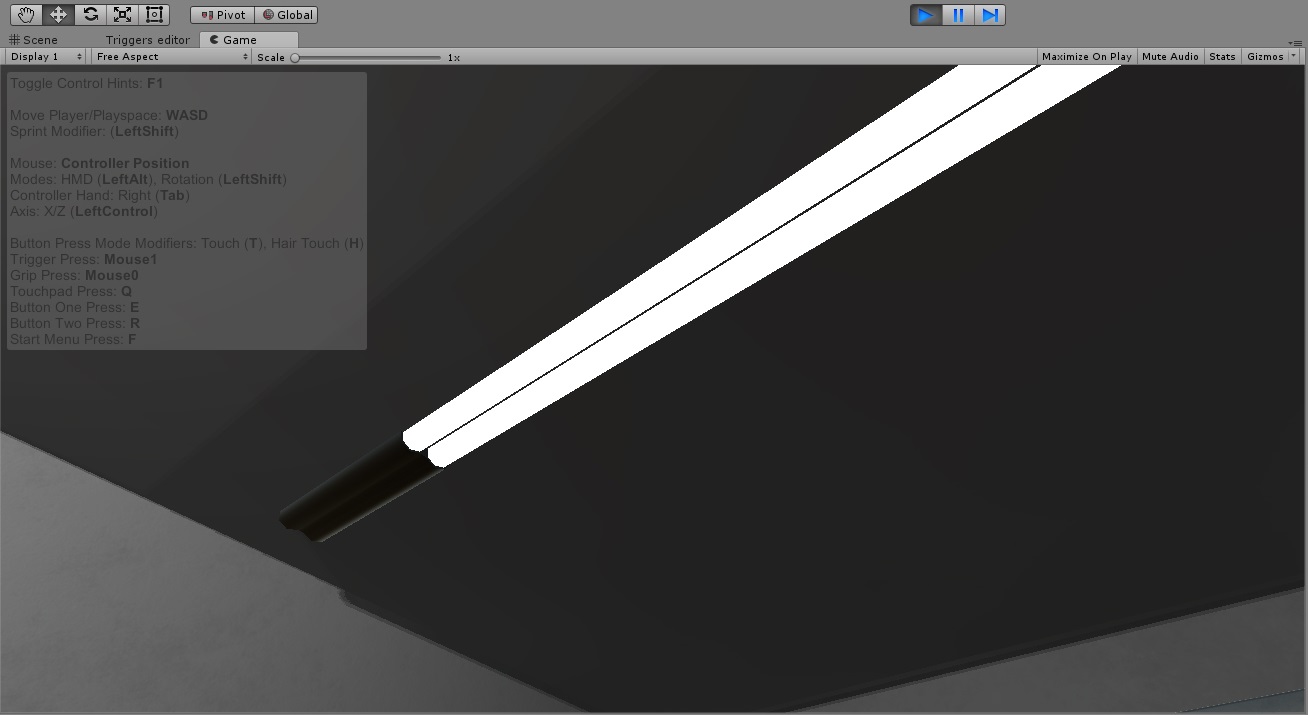 Pivot Global
Scene Triggers editor Game
Display 1 Free Aspect Scale 1x Maximize On Play Mute Audio Stats Gizmos
Toggle Control Hints: F1
Move Player/Playspace: WASD
Sprint Modifier: (LeftShift)
Mouse: Controller Position
Modes: HMD (LeftAlt), Rotation (LeftShift)
Controller Hand: Right (Tab)
Axis: X/Z (LeftControl)
Button Press Mode Modifiers: Touch (T), Hair Touch (H)
Trigger Press: Mouse1
Grip Press: Mouse0
Touchpad Press: Q
Button One Press: E
Button Two Press: R
Start Menu Press: F